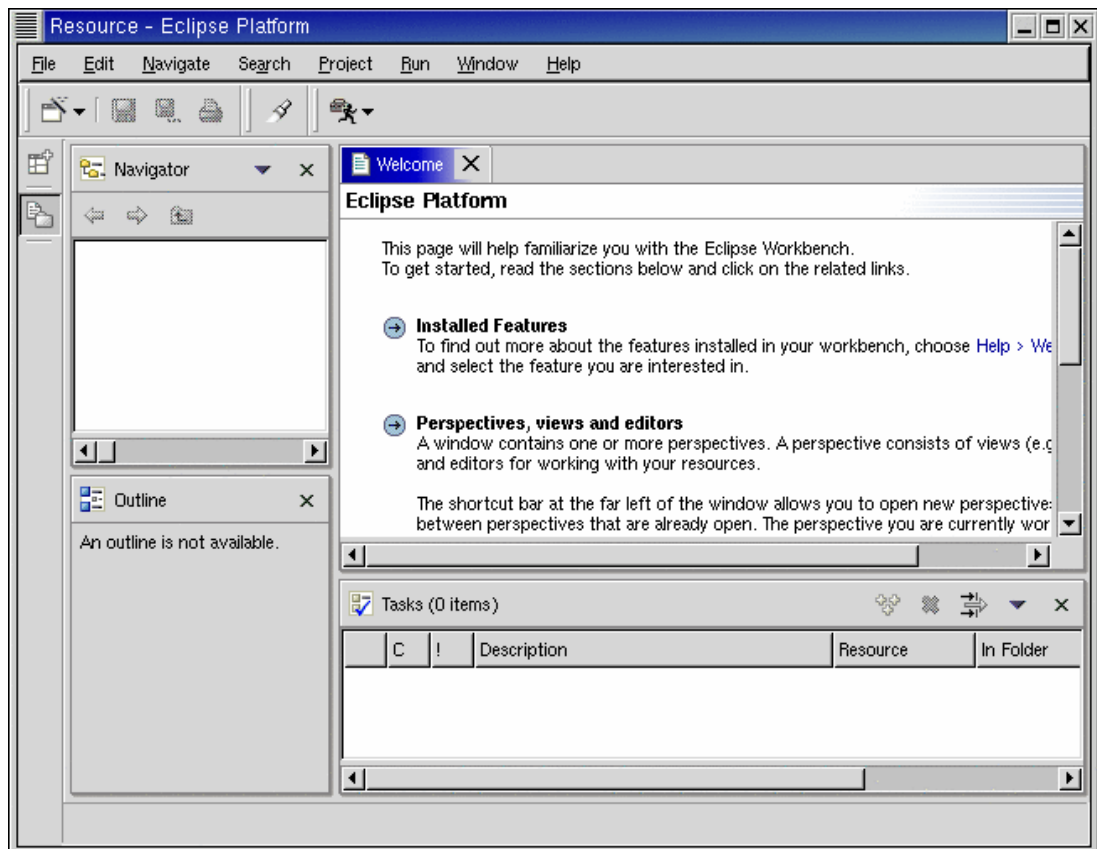 Resource - Eclipse Platform
File Edit Navigate Search Project Run Window Help
Navigator
Welcome
Eclipse Platform
This page will help familiarize you with the Eclipse Workbench.
To get started, read the sections below and click on the related links.
Installed Features
To find out more about the features installed in your workbench, choose Help > We
and select the feature you are interested in.
Perspectives, views and editors
A window contains one or more perspectives. A perspective consists of views (e.g
and editors for working with your resources.
The shortcut bar at the far left of the window allows you to open new perspective
between perspectives that are already open. The perspective you are currently wor
Outline
An outline is not available.
Tasks (0 items)
C ! Description Resource In Folder